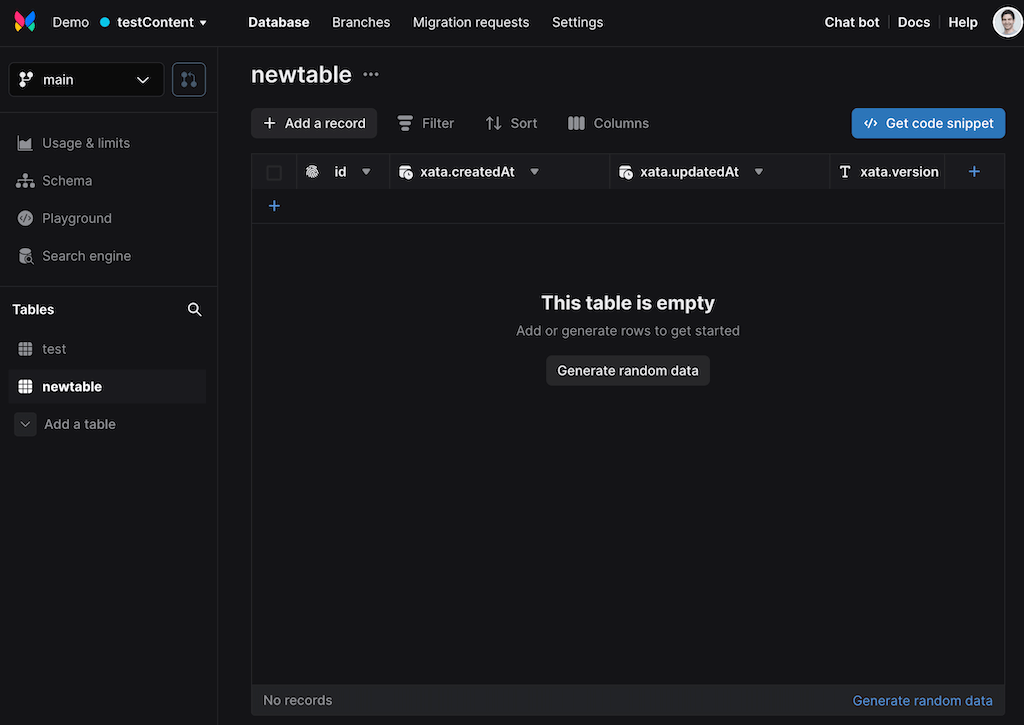 Demo testContent Database Branches Migration requests Settings Chat bot Docs Help
main
Usage & limits
Schema
Playground
Search engine
Tables
test
newtable
Add a table
newtable
Add a record Filter Sort Columns Get code snippet
id xata.createdAt xata.updatedAt xata.version
This table is empty
Add or generate rows to get started
Generate random data
No records Generate random data